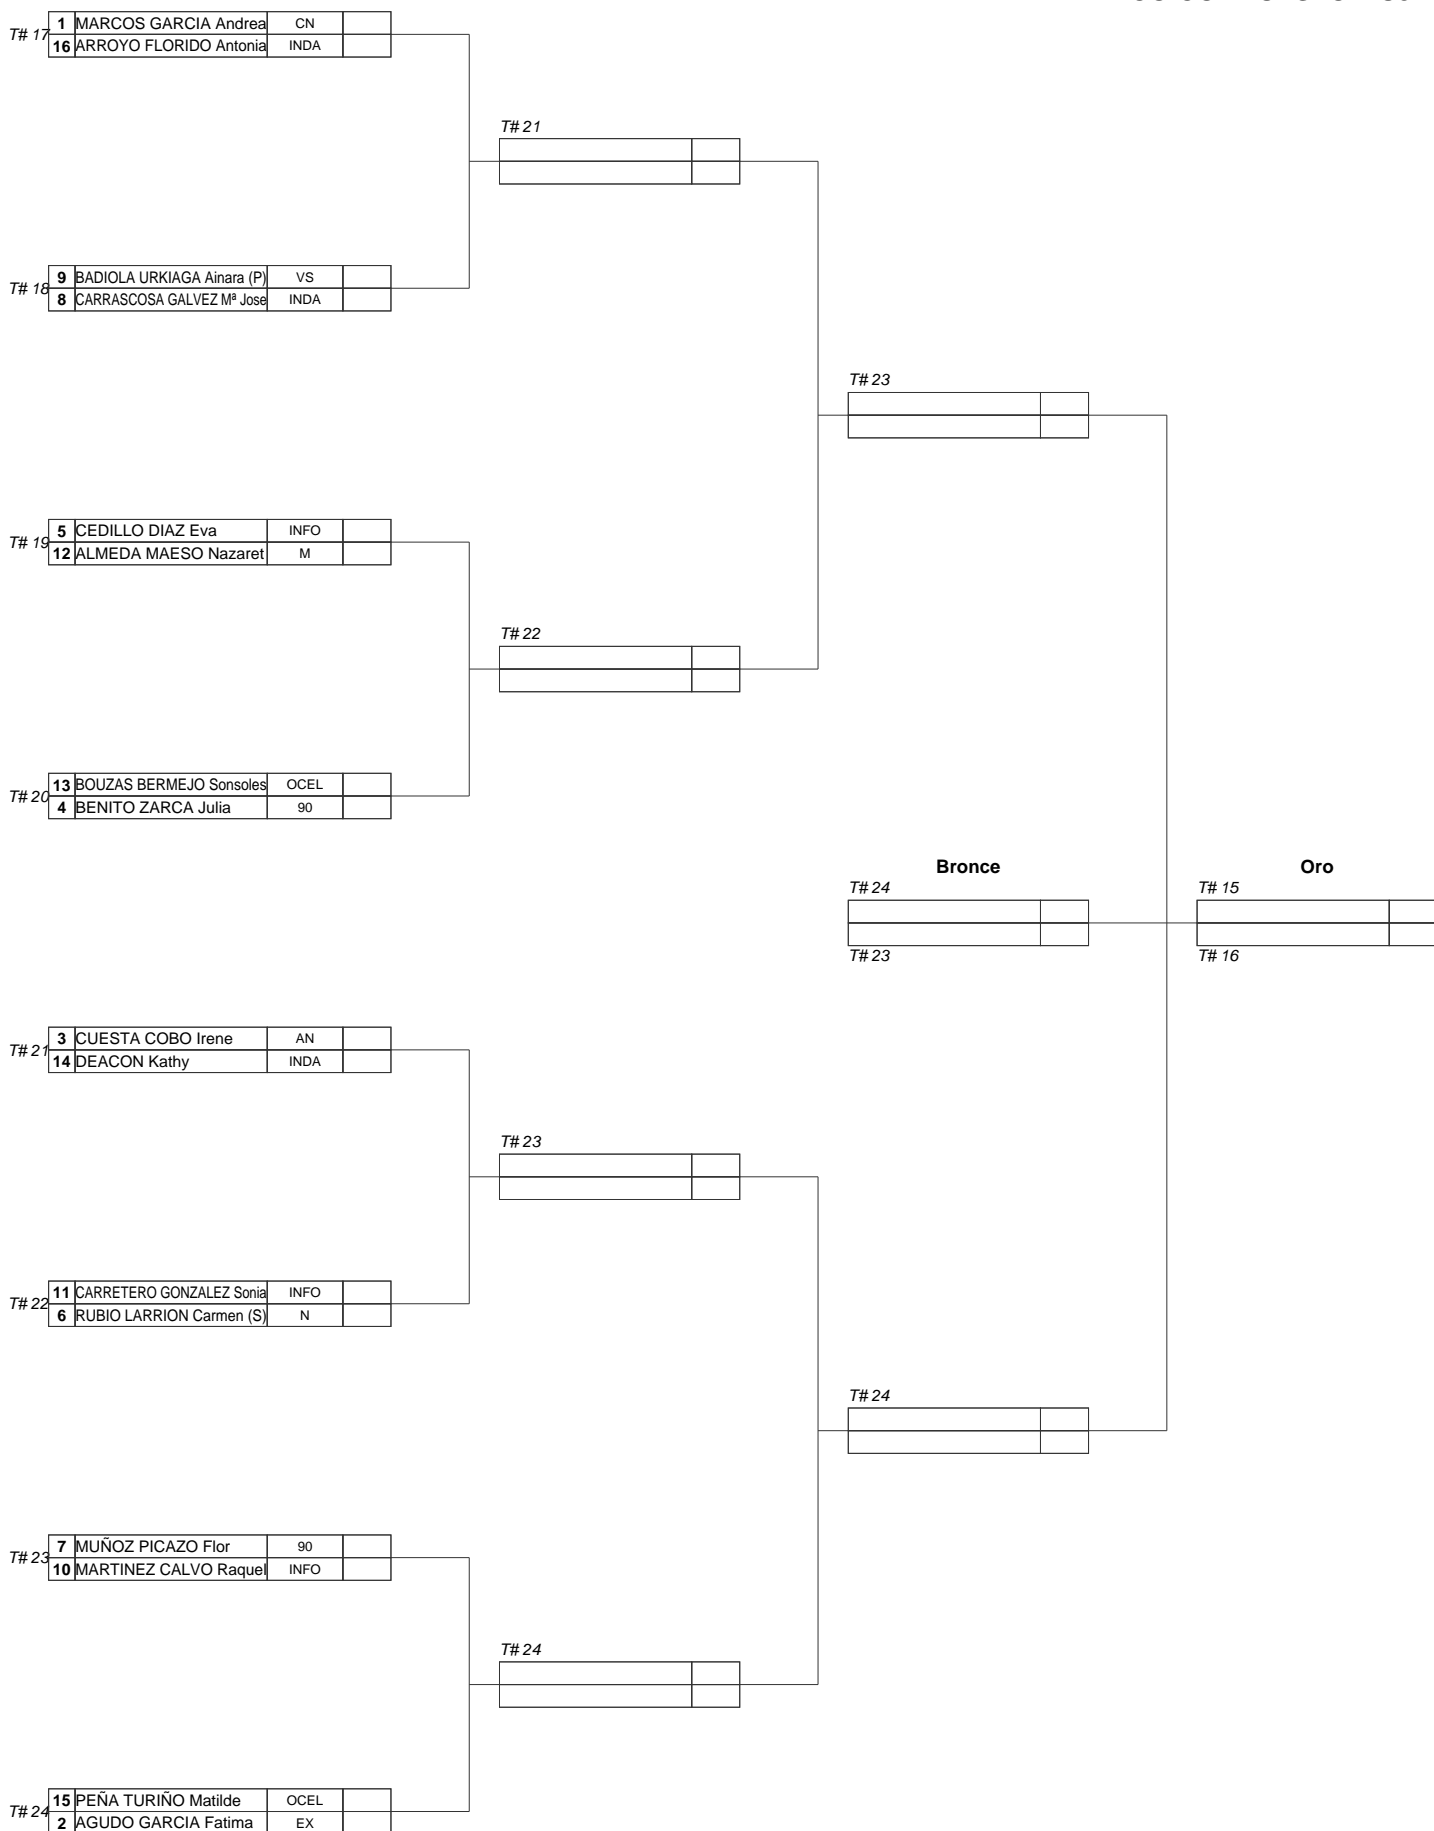 T# 17
1 MARCOS GARCIA Andrea CN
16 ARROYO FLORIDO Antonia INDA
T# 21
T# 18
9 BADIOLA URKIAGA Ainara (P) VS
8 CARRASCOSA GALVEZ Mª Jose INDA
T# 23
T# 19
5 CEDILLO DIAZ Eva INFO
12 ALMEDA MAESO Nazaret M
T# 22
T# 20
13 BOUZAS BERMEJO Sonsoles OCEL
4 BENITO ZARCA Julia 90
Bronce
Oro
T# 24
T# 15
T# 23
T# 16
T# 21
3 CUESTA COBO Irene AN
14 DEACON Kathy INDA
T# 23
T# 22
11 CARRETERO GONZALEZ Sonia INFO
6 RUBIO LARRION Carmen (S) N
T# 24
T# 23
7 MUÑOZ PICAZO Flor 90
10 MARTINEZ CALVO Raquel INFO
T# 24
T# 24
15 PEÑA TURIÑO Matilde OCEL
2 AGUDO GARCIA Fatima EX